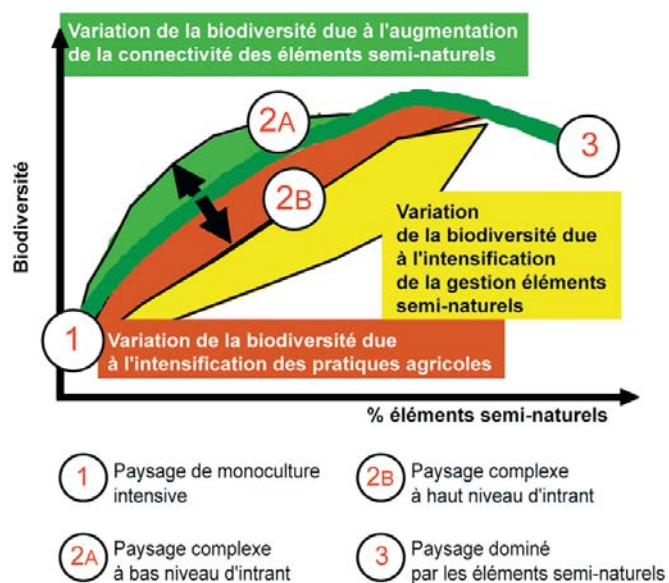 Variation de la biodiversité due à l'augmentation
de la connectivité des éléments semi-naturels
2A
3
2B
Biodiversité
Variation
de la biodiversité due
à l'intensification
de la gestion éléments
semi-naturels
1
Variation de la biodiversité due
à l'intensification des pratiques agricoles
% éléments semi-naturels
1
Paysage de monoculture
intensive
2B
Paysage complexe
à haut niveau d'intrant
2A
Paysage complexe
à bas niveau d'intrant
3
Paysage dominé
par les éléments semi-naturels